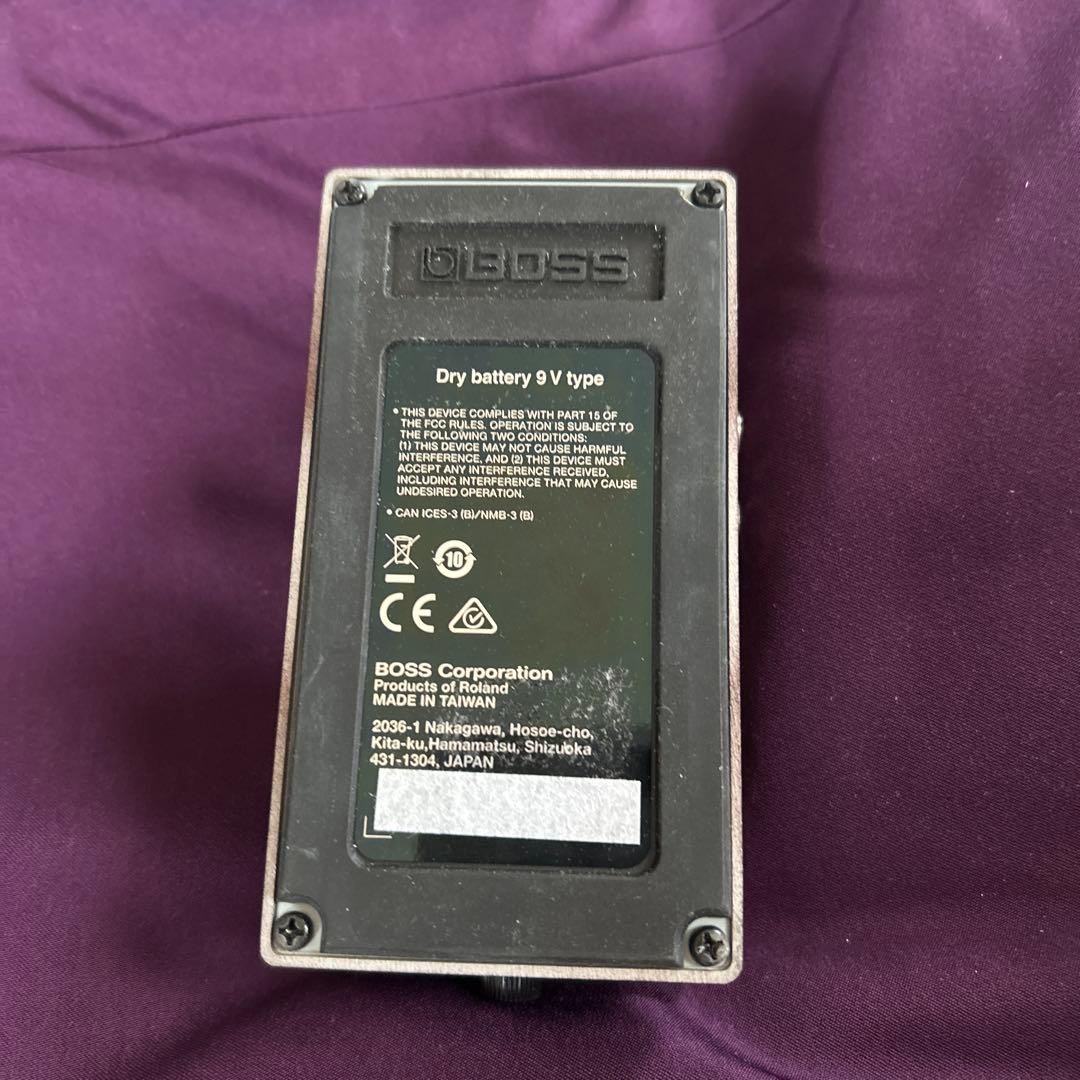 BOSS
Dry battery 9 V type
• THIS DEVICE COMPLIES WITH PART 15 OF
THE FCC RULES. OPERATION IS SUBJECT TO
THE FOLLOWING TWO CONDITIONS:
(1) THIS DEVICE MAY NOT CAUSE HARMFUL
INTERFERENCE, AND (2) THIS DEVICE MUST
ACCEPT ANY INTERFERENCE RECEIVED,
INCLUDING INTERFERENCE THAT MAY CAUSE
UNDESIRED OPERATION.
• CAN ICES-3 (B)/NMB-3 (B)
10
CE
BOSS Corporation
Products of Roland
MADE IN TAIWAN
2036-1 Nakagawa, Hosoe-cho,
Kita-ku,Hamamatsu, Shizuoka
431-1304, JAPAN